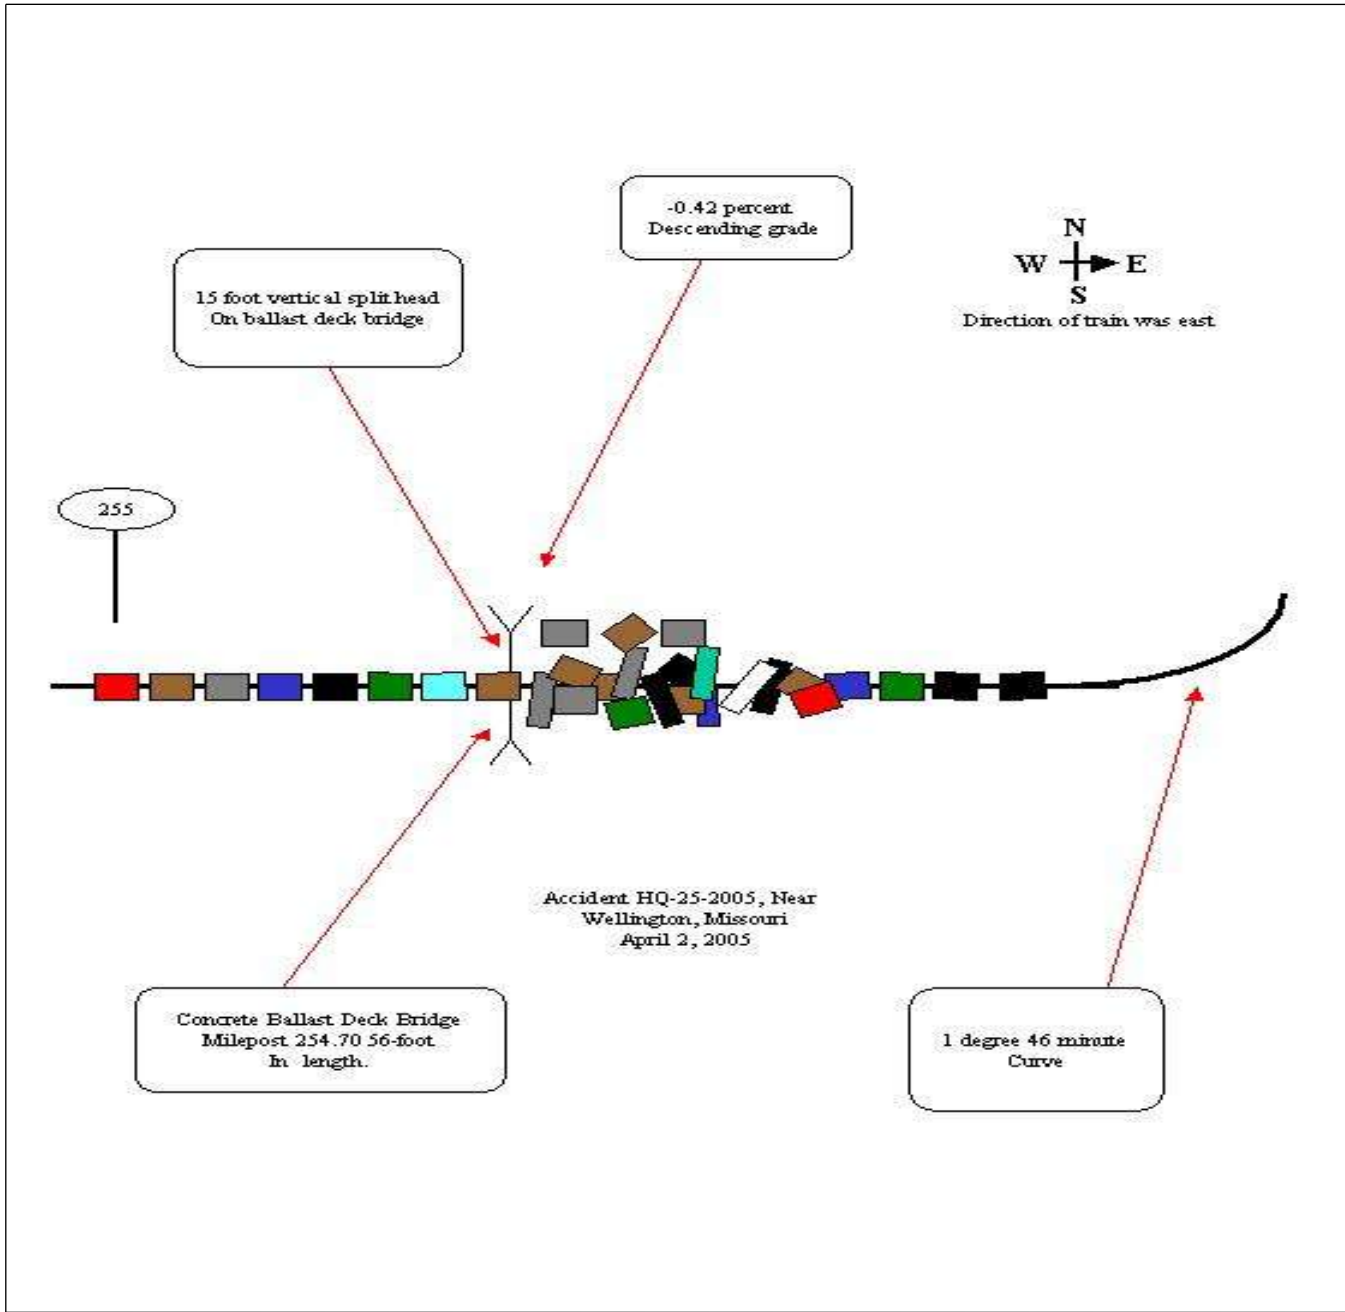 -0.42 percent
Descending grade
N
W E
S
Direction of train was east
15 foot vertical split head
On ballast deck bridge
255
Accident HQ-25-2005, Near
Wellington, Missouri
April 2, 2005
Concrete Ballast Deck Bridge
Milepost 254.70 56-foot
In length.
1 degree 46 minute
Curve